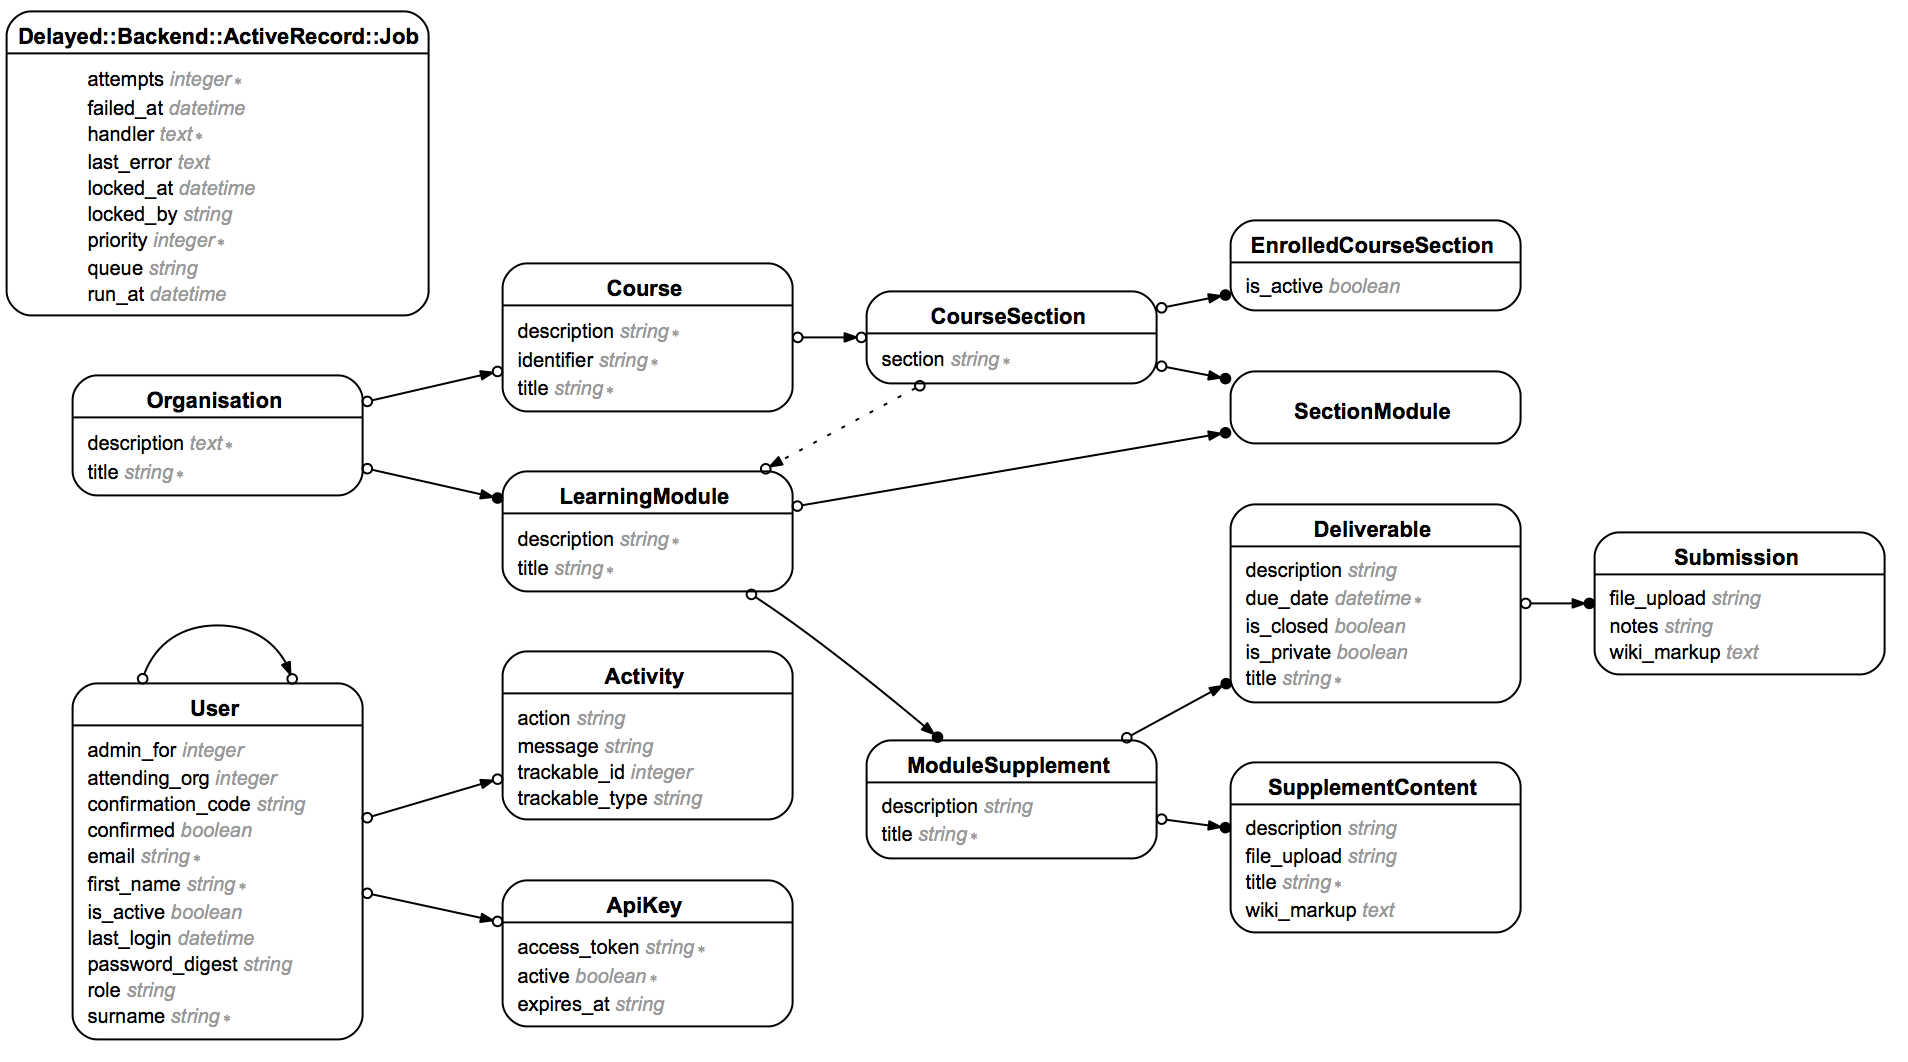 Delayed::Backend::ActiveRecord::Job
attempts integer *
failed_at datetime
handler text *
last_error text
locked_at datetime
locked_by string
priority integer *
queue string
run_at datetime
Organisation
description text *
title string *
Course
description string *
identifier string *
title string *
LearningModule
description string *
title string *
CourseSection
section string *
EnrolledCourseSection
is_active boolean
SectionModule
Deliverable
description string
due_date datetime *
is_closed boolean
is_private boolean
title string *
Submission
file_upload string
notes string
wiki_markup text
User
admin_for integer
attending_org integer
confirmation_code string
confirmed boolean
email string *
first_name string *
is_active boolean
last_login datetime
password_digest string
role string
surname string *
Activity
action string
message string
trackable_id integer
trackable_type string
ApiKey
access_token string *
active boolean *
expires_at string
ModuleSupplement
description string
title string *
SupplementContent
description string
file_upload string
title string *
wiki_markup text